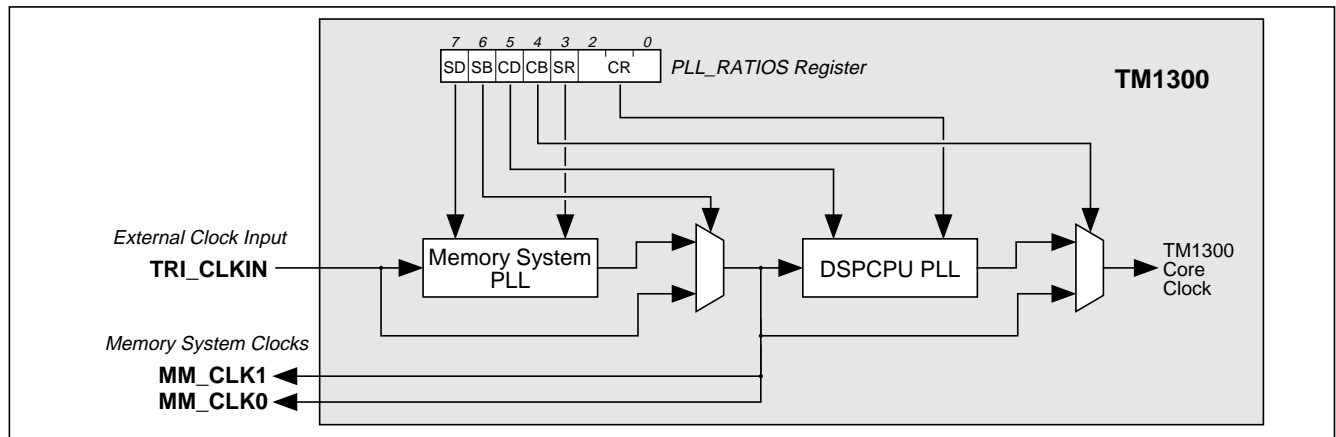 7 6 5 4 3 2 0
SD SB CD CB SR CR
PLL_RATIOS Register
TM1300
External Clock Input
TRI_CLKIN
Memory System
PLL
DSPCPU PLL
TM1300
Core
Clock
Memory System Clocks
MM_CLK1
MM_CLK0